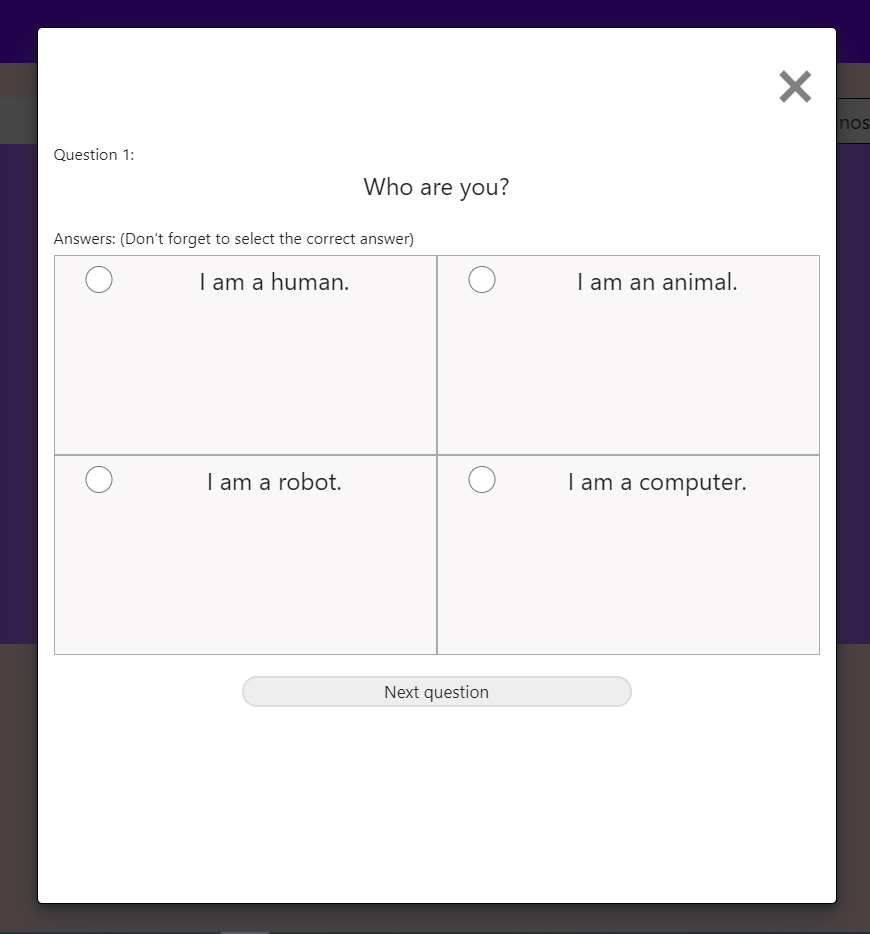 nos
Question 1:
Who are you?
Answers: (Don't forget to select the correct answer)
I am a human.
I am an animal.
I am a robot.
I am a computer.
Next question